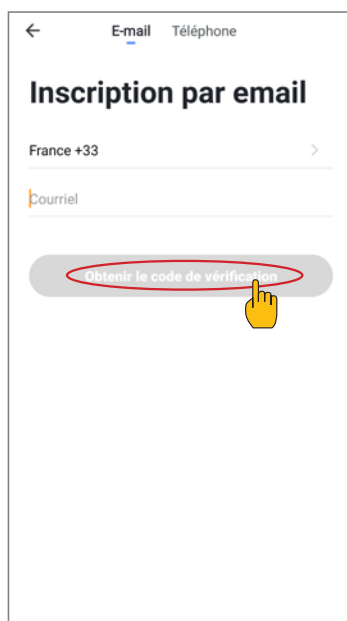 E-mail Téléphone
Inscription par email
France +33
Courriel
Obtenir le code de vérification